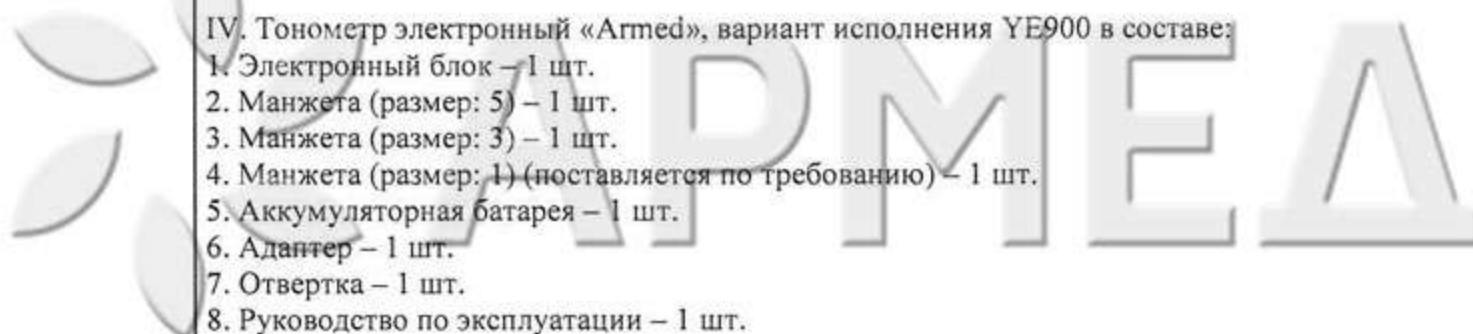 IV. Тонометр электронный «Armed», вариант исполнения YE900 в составе:
1. Электронный блок – 1 шт.
2. Манжета (размер: 5) – 1 шт.
3. Манжета (размер: 3) – 1 шт.
4. Манжета (размер: 1) (поставляется по требованию) – 1 шт.
5. Аккумуляторная батарея – 1 шт.
6. Адаптер – 1 шт.
7. Отвертка – 1 шт.
8. Руководство по эксплуатации – 1 шт.
АРМЕД